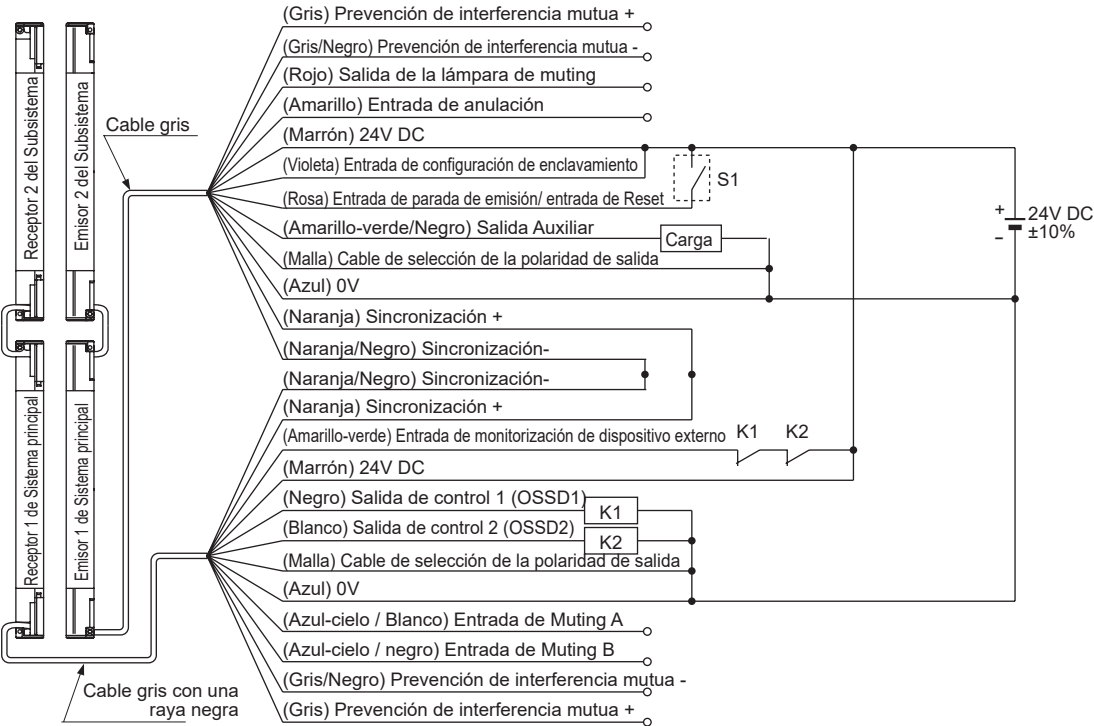 (Gris) Prevención de interferencia mutua +
(Gris/Negro) Prevención de interferencia mutua -
(Rojo) Salida de la lámpara de muting
(Amarillo) Entrada de anulación
(Marrón) 24V DC
(Violeta) Entrada de configuración de enclavamiento
(Rosa) Entrada de parada de emisión/ entrada de Reset
S1
(Amarillo-verde/Negro) Salida Auxiliar
Carga
(Malla) Cable de selección de la polaridad de salida
(Azul) 0V
(Naranja) Sincronización +
(Naranja/Negro) Sincronización-
(Naranja/Negro) Sincronización-
(Naranja) Sincronización +
(Amarillo-verde) Entrada de monitorización de dispositivo externo
K1
K2
(Marrón) 24V DC
(Negro) Salida de control 1 (OSSD1)
K1
(Blanco) Salida de control 2 (OSSD2)
K2
(Malla) Cable de selección de la polaridad de salida
(Azul) 0V
(Azul-cielo / Blanco) Entrada de Muting A
(Azul-cielo / negro) Entrada de Muting B
(Gris/Negro) Prevención de interferencia mutua -
(Gris) Prevención de interferencia mutua +
+
-
24V DC
±10%
Cable gris
Receptor 2 del Subsistema
Emisor 2 del Subsistema
Receptor 1 de Sistema principal
Emisor 1 de Sistema principal
Cable gris con una
raya negra